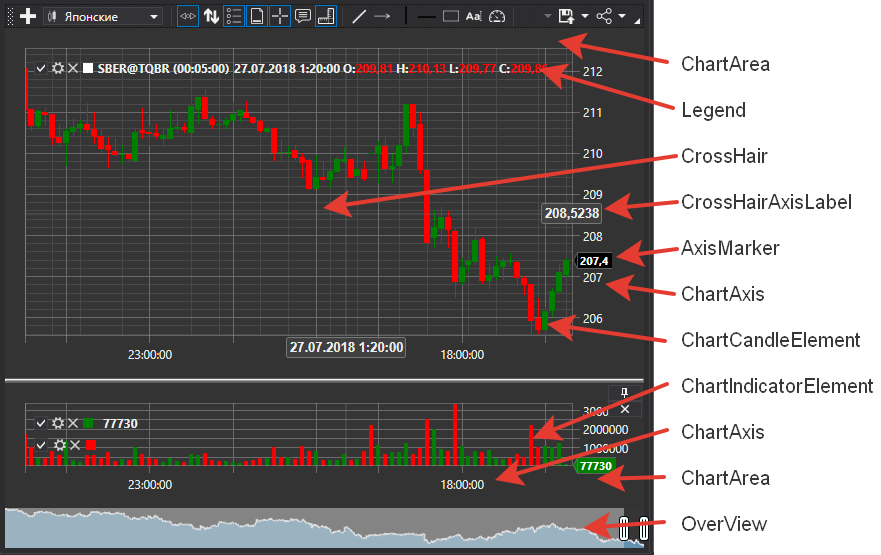 Японские
Aa
ChartArea
SBER@TQBR (00:05:00) 27.07.2018 1:20:00 O:209,81 H:210,13 L:209,77 C:209,8
212
Legend
211
210
CrossHair
209
CrossHairAxisLabel
208,5238
208
AxisMarker
207,4
207
ChartAxis
206
ChartCandleElement
23:00:00
27.07.2018 1:20:00
18:00:00
ChartIndicatorElement
3000
77730
2000000
ChartAxis
1000000
77730
ChartArea
23:00:00
18:00:00
OverView